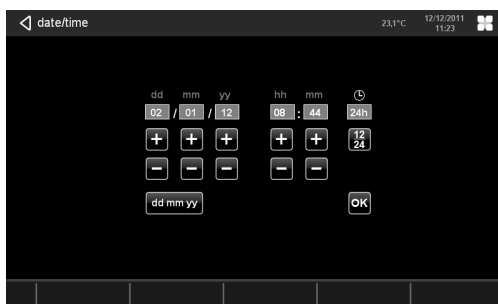 date/time 23,1°C 12/12/2011
11:23
dd mm yy hh mm
02 / 01 / 12 08 : 44 24h
+ + + + + 12
24
- - - - -
dd mm yy OK